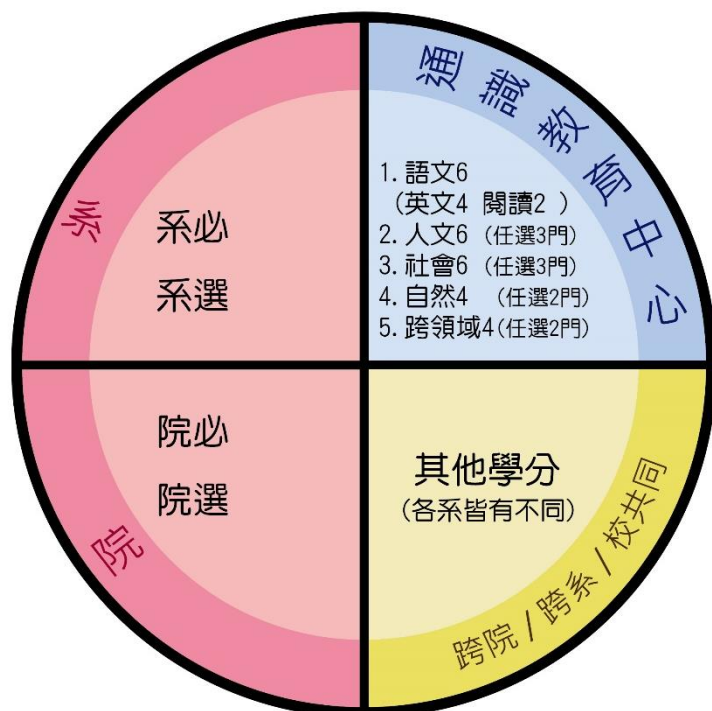 系
系必
系選
通識教育中心
1. 語文6
(英文4 閱讀2 )
2. 人文6 (任選3門)
3. 社會6 (任選3門)
4. 自然4 (任選2門)
5. 跨領域4(任選2門)
院
院必
院選
其他學分
(各系皆有不同)
跨院/跨系/校共同